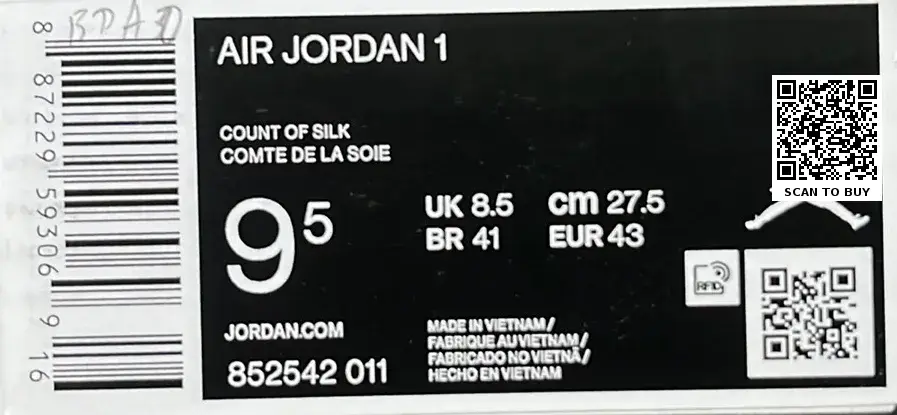 BRAD
8 87229 59306 9 16
AIR JORDAN 1
COUNT OF SILK
COMTE DE LA SOIE
9⁵
UK 8.5 cm 27.5
BR 41 EUR 43
JORDAN.COM
852542 011
MADE IN VIETNAM/
FABRIQUE AU VIETNAM/
FABRICADO NO VIETNÃ/
HECHO EN VIETNAM
SCAN TO BUY
RFID